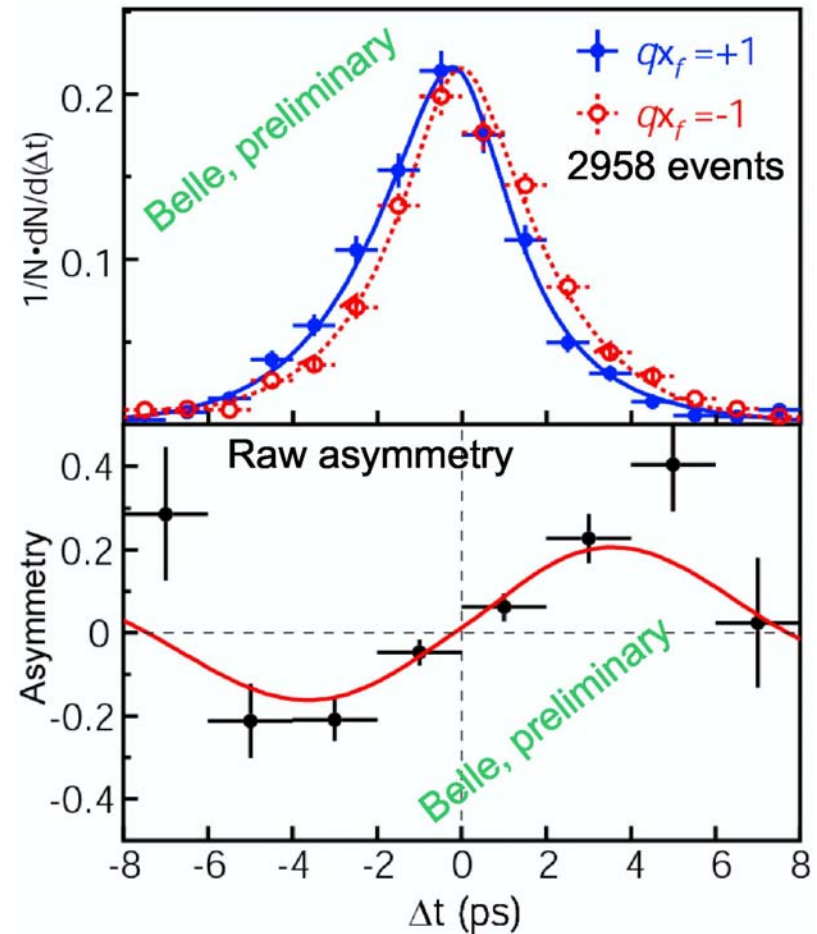 Belle, preliminary
qx_f =+1
qx_f =-1
2958 events
0.2
0.1
1/N•dN/d(Δt)
Raw asymmetry
0.4
0.2
0
-0.2
-0.4
Asymmetry
Belle, preliminary
-8 -6 -4 -2 0 2 4 6 8
Δt (ps)